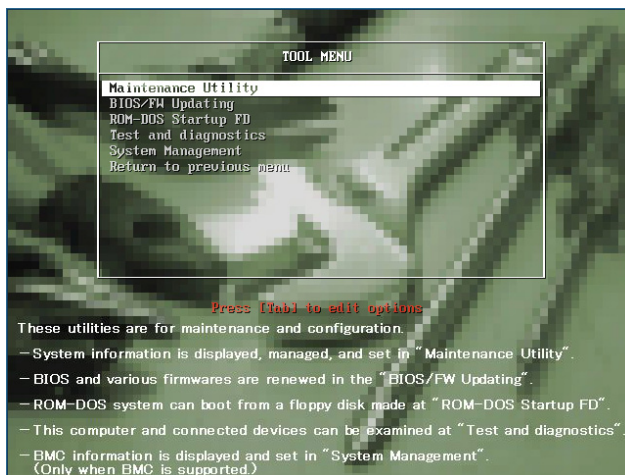 TOOL MENU
Maintenance Utility
BIOS/FW Updating
ROM-DOS Startup FD
Test and diagnostics
System Management
Return to previous menu
Press [Tab] to edit options
These utilities are for maintenance and configuration.
－System information is displayed, managed, and set in “Maintenance Utility”.
－BIOS and various firmwares are renewed in the “BIOS/FW Updating”.
－ROM-DOS system can boot from a floppy disk made at “ROM-DOS Startup FD”.
－This computer and connected devices can be examined at “Test and diagnostics”.
－BMC information is displayed and set in “System Management”.
(Only when BMC is supported.)